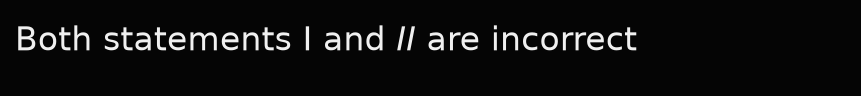 Both statements I and II are incorrect